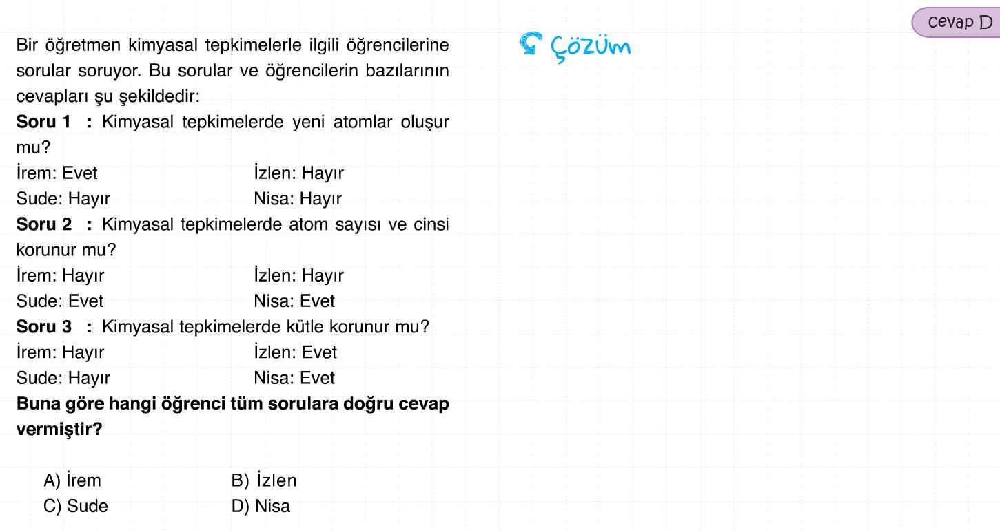 Cevap D
Bir öğretmen kimyasal tepkimelerle ilgili öğrencilerine
sorular soruyor. Bu sorular ve öğrencilerin bazılarının
cevapları şu şekildedir:
Soru 1 : Kimyasal tepkimelerde yeni atomlar oluşur
mu?
İrem: Evet İzlen: Hayır
Sude: Hayır Nisa: Hayır
Soru 2 : Kimyasal tepkimelerde atom sayısı ve cinsi
korunur mu?
İrem: Hayır İzlen: Hayır
Sude: Evet Nisa: Evet
Soru 3 : Kimyasal tepkimelerde kütle korunur mu?
İrem: Hayır İzlen: Evet
Sude: Hayır Nisa: Evet
Buna göre hangi öğrenci tüm sorulara doğru cevap
vermiştir?
A) İrem B) İzlen
C) Sude D) Nisa
Çözüm